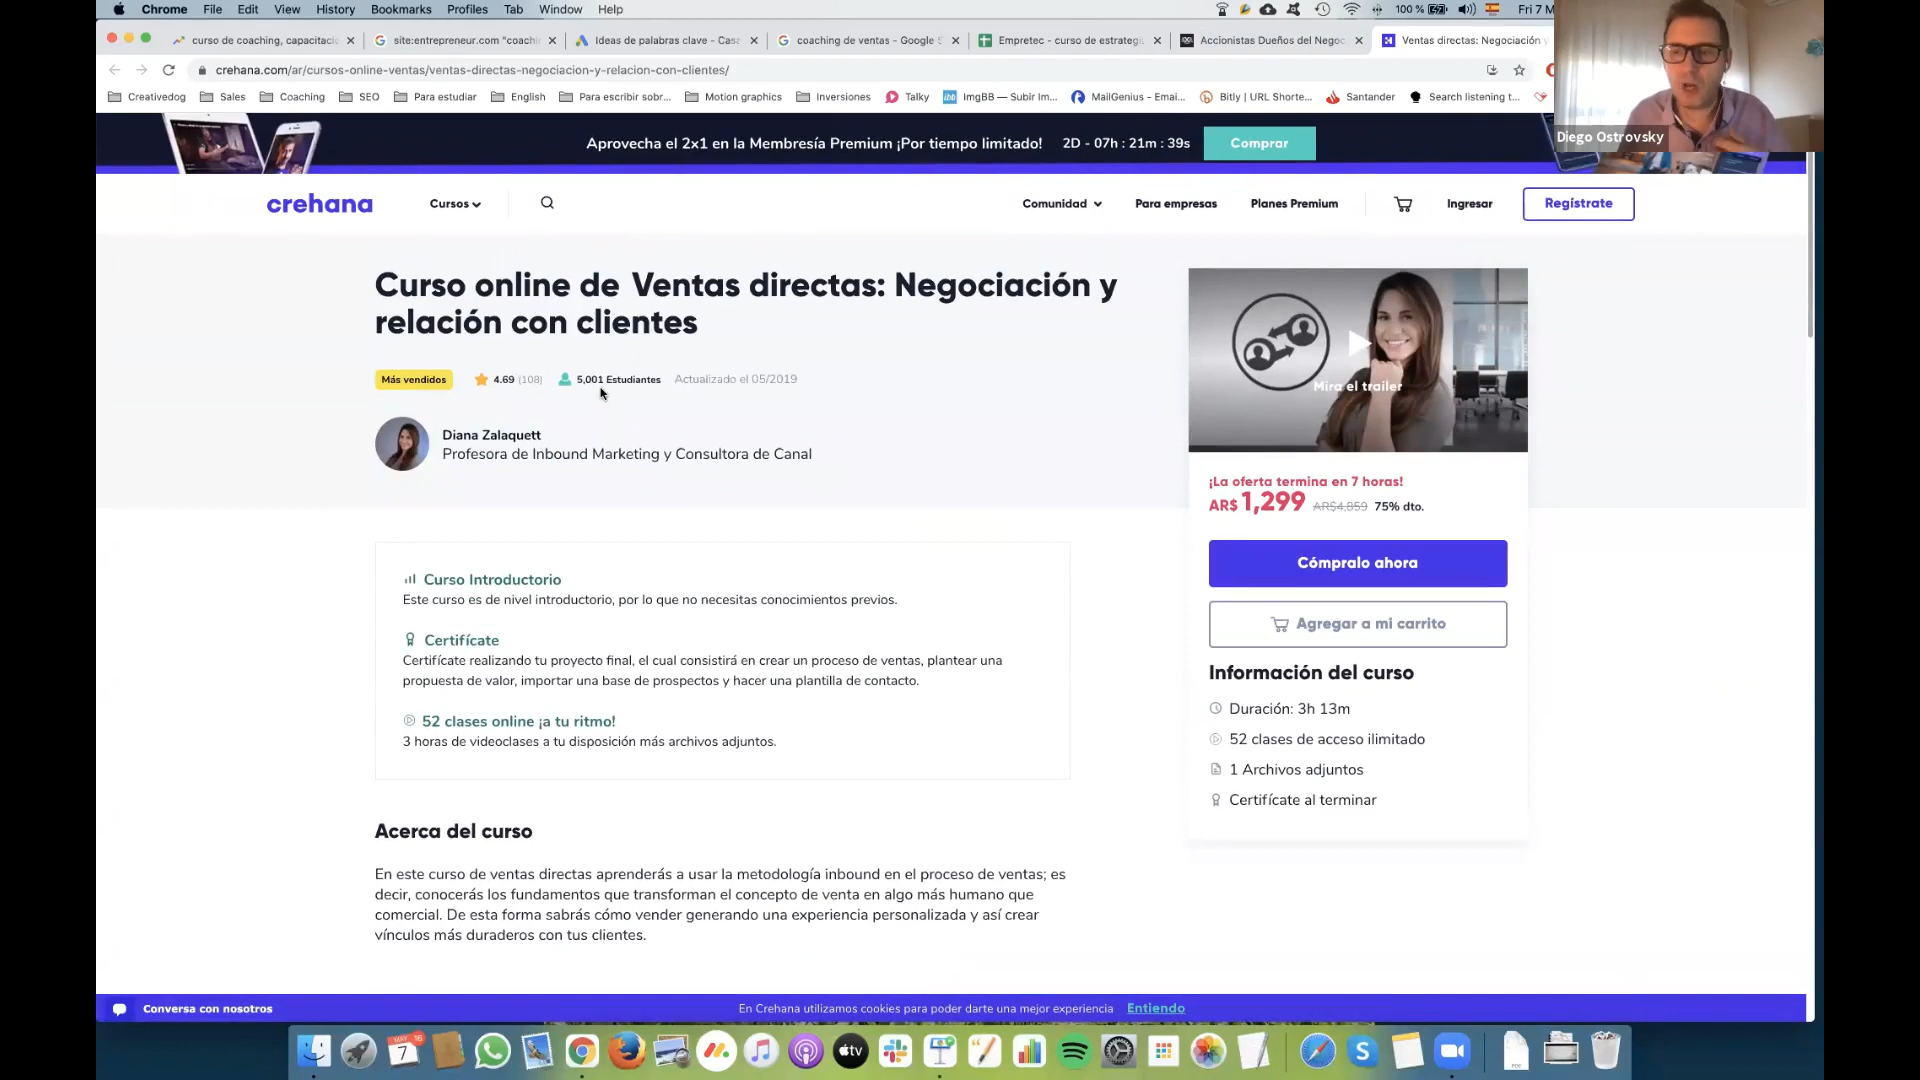 Chrome File Edit View History Bookmarks Profiles Tab Window Help 100 % Fri 7 M
curso de coaching, capacitació
site:entrepreneur.com "coachi
Ideas de palabras clave - Casa
coaching de ventas - Google S
Empretec - curso de estrategi
Accionistas Dueños del Negoc
Ventas directas: Negociación y
crehana.com/ar/cursos-online-ventas/ventas-directas-negociacion-y-relacion-con-clientes/
Creativedog Sales Coaching SEO Para estudiar English Para escribir sobr... Motion graphics Inversiones Talky ImgBB — Subir Im... MailGenius - Emai... Bitly | URL Shorte... Santander Search listening t...
Diego Ostrovsky
Aprovecha el 2x1 en la Membresía Premium ¡Por tiempo limitado! 2D - 07h : 21m : 39s Comprar
crehana Cursos Comunidad Para empresas Planes Premium Ingresar Regístrate
Curso online de Ventas directas: Negociación y
relación con clientes
Más vendidos 4.69 (108) 5,001 Estudiantes Actualizado el 05/2019
Diana Zalaquett
Profesora de Inbound Marketing y Consultora de Canal
Mira el trailer
¡La oferta termina en 7 horas!
AR$ 1,299 AR$4,859 75% dto.
Cómpralo ahora
Agregar a mi carrito
Información del curso
Duración: 3h 13m
52 clases de acceso ilimitado
1 Archivos adjuntos
Certifícate al terminar
Curso Introductorio
Este curso es de nivel introductorio, por lo que no necesitas conocimientos previos.
Certifícate
Certifícate realizando tu proyecto final, el cual consistirá en crear un proceso de ventas, plantear una
propuesta de valor, importar una base de prospectos y hacer una plantilla de contacto.
52 clases online ¡a tu ritmo!
3 horas de videoclases a tu disposición más archivos adjuntos.
Acerca del curso
En este curso de ventas directas aprenderás a usar la metodología inbound en el proceso de ventas; es
decir, conocerás los fundamentos que transforman el concepto de venta en algo más humano que
comercial. De esta forma sabrás cómo vender generando una experiencia personalizada y así crear
vínculos más duraderos con tus clientes.
Conversa con nosotros En Crehana utilizamos cookies para poder darte una mejor experiencia Entiendo
MAY 16
7
tv